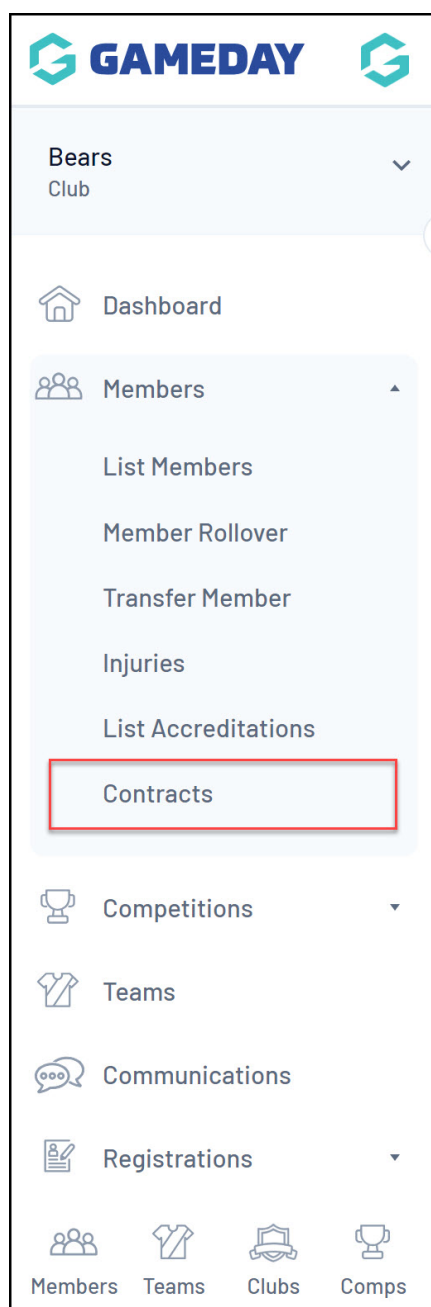 GAMEDAY
Bears
Club
Dashboard
Members
List Members
Member Rollover
Transfer Member
Injuries
List Accreditations
Contracts
Competitions
Teams
Communications
Registrations
Members Teams Clubs Comps